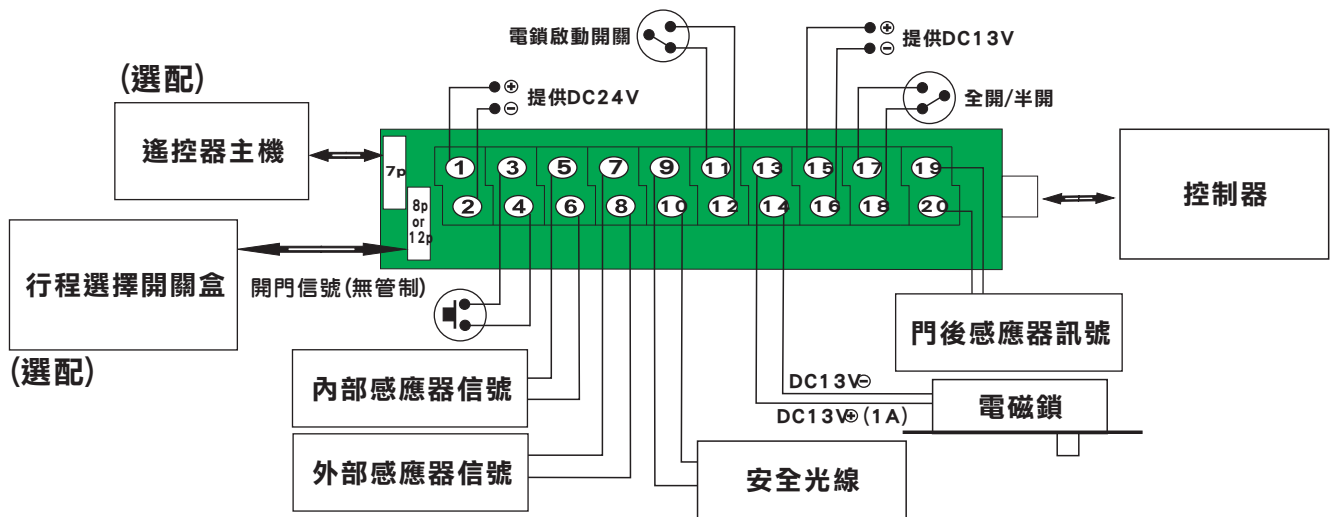 電鎖啟動開關
⊕
⊖
提供DC13V
(選配)
⊕
⊖
提供DC24V
全開/半開
遙控器主機
7p
1
3
5
7
9
11
13
15
17
19
控制器
8p
or
12p
2
4
6
8
10
12
14
16
18
20
行程選擇開關盒
開門信號(無管制)
(選配)
門後感應器訊號
內部感應器信號
DC13V⊖
電磁鎖
DC13V⊕(1A)
外部感應器信號
安全光線